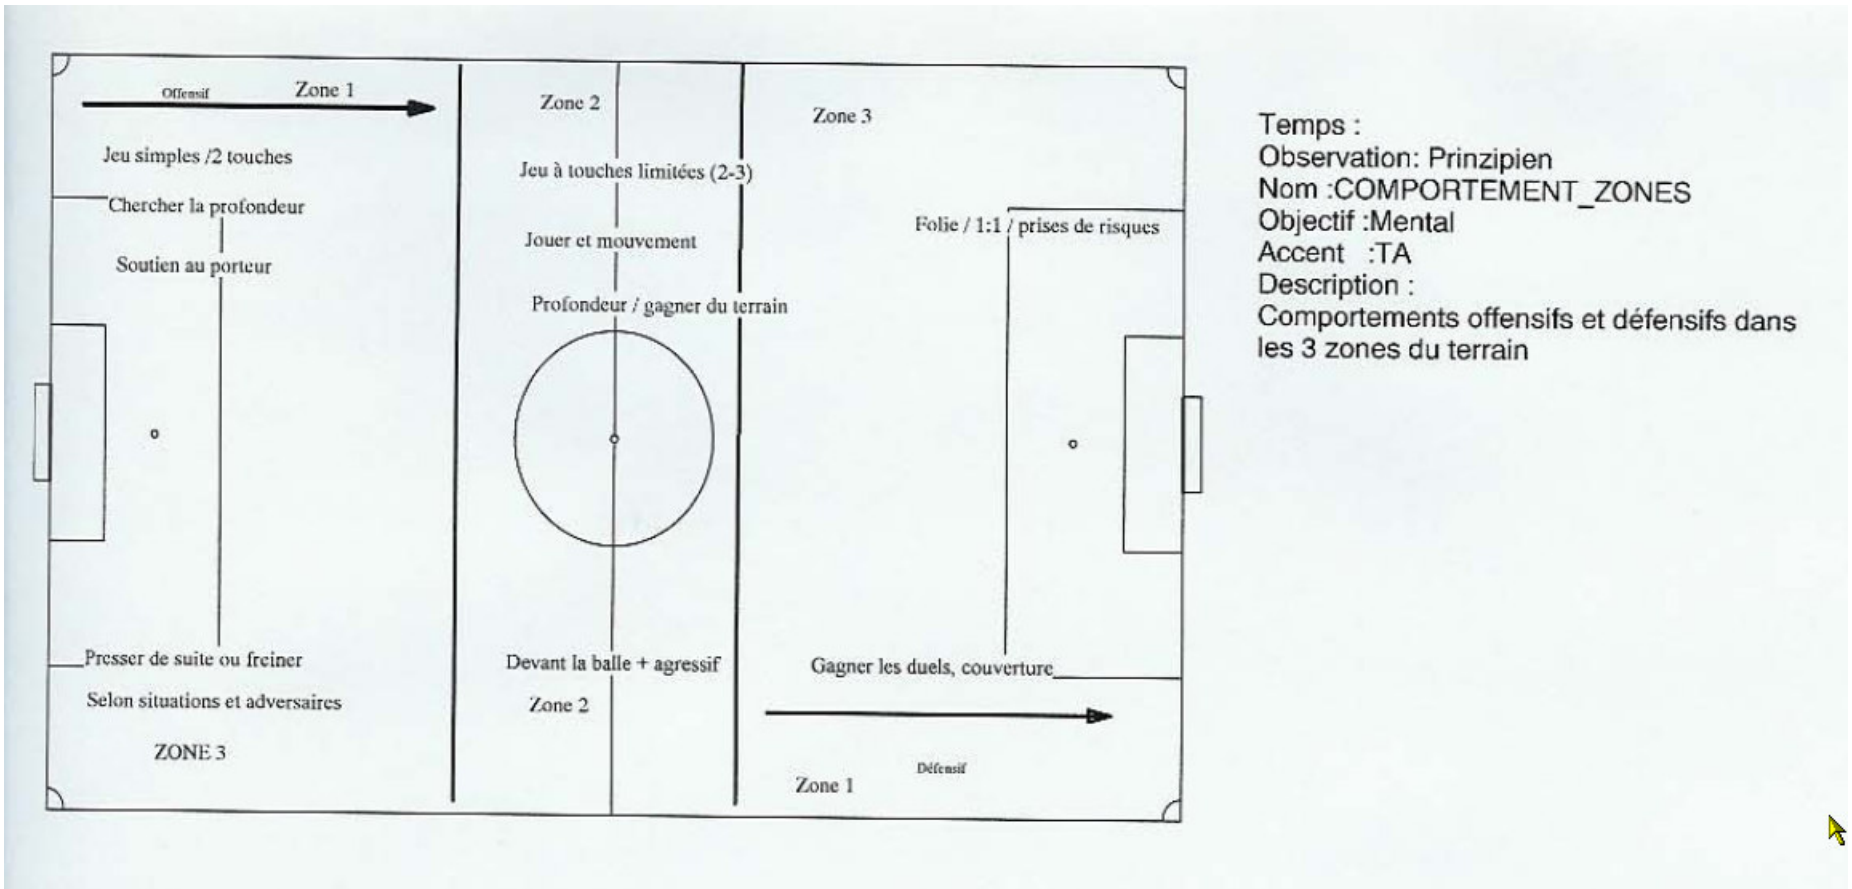 Offensif
Zone 1
Jeu simples /2 touches
Chercher la profondeur
Soutien au porteur
Zone 2
Jeu à touches limitées (2-3)
Jouer et mouvement
Profondeur / gagner du terrain
Zone 3
Folie / 1:1 / prises de risques
Presser de suite ou freiner
Selon situations et adversaires
ZONE 3
Devant la balle + agressif
Zone 2
Gagner les duels, couverture
Défensif
Zone 1
Temps :
Observation: Prinzipien
Nom :COMPORTEMENT_ZONES
Objectif :Mental
Accent :TA
Description :
Comportements offensifs et défensifs dans
les 3 zones du terrain